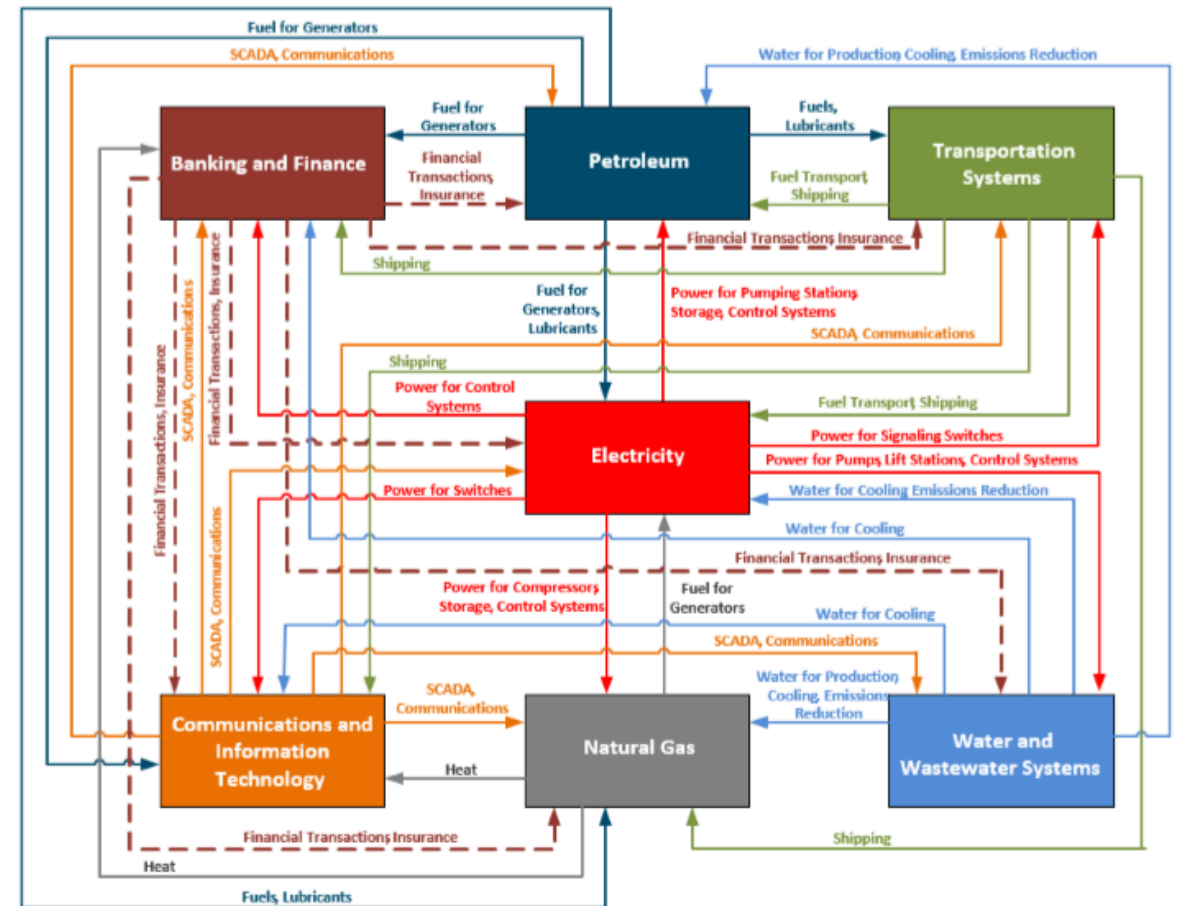 Fuel for Generators
SCADA, Communications
Water for Production, Cooling, Emissions Reduction
Fuel for
Generators
Fuels,
Lubricants
Banking and Finance
Financial
Transactions,
Insurance
Petroleum
Transportation
Systems
Fuel Transport,
Shipping
Financial Transactions, Insurance
Shipping
Fuel for
Generators,
Lubricants
Power for Pumping Stations,
Storage, Control Systems
SCADA, Communications
Financial Transactions, Insurance
SCADA, Communications
Financial Transactions, Insurance
SCADA, Communications
Shipping
Power for Control
Systems
Fuel Transport, Shipping
Electricity
Power for Signaling Switches
Power for Pumps, Lift Stations, Control Systems
Power for Switches
Water for Cooling Emissions Reduction
Water for Cooling
Financial Transactions, Insurance
Power for Compressors,
Storage, Control Systems
Fuel for
Generators
Water for Cooling
SCADA, Communications
SCADA,
Communications
Water for Production,
Cooling, Emissions
Reduction
Communications and
Information
Technology
Natural Gas
Water and
Wastewater Systems
Heat
Financial Transactions, Insurance
Shipping
Heat
Fuels, Lubricants